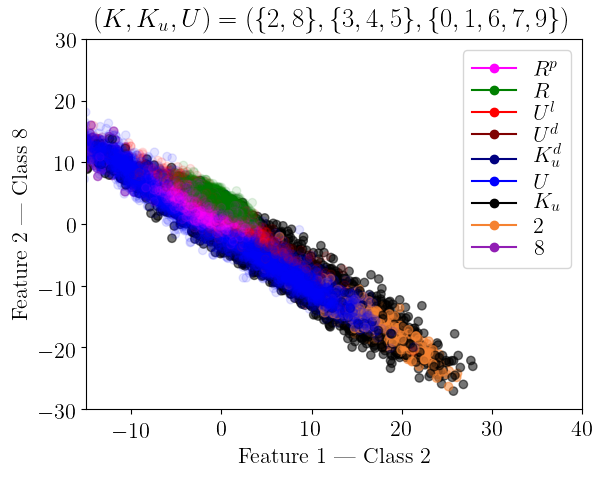 (K, K_u, U) = ({2, 8}, {3, 4, 5}, {0, 1, 6, 7, 9})
30
20
10
0
−10
−20
−30
Feature 2 — Class 8
R^p
R
U^l
U^d
K_u^d
U
K_u
2
8
−10
0
10
20
30
40
Feature 1 — Class 2